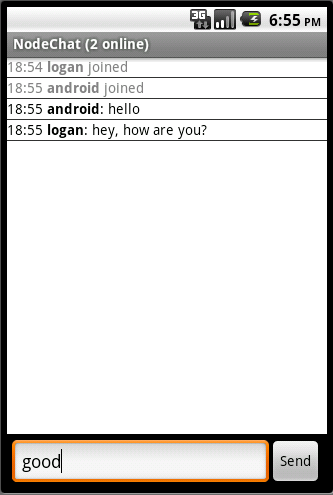 3G 6:55 PM
NodeChat (2 online)
18:54 logan joined
18:55 android joined
18:55 android: hello
18:55 logan: hey, how are you?
good
Send